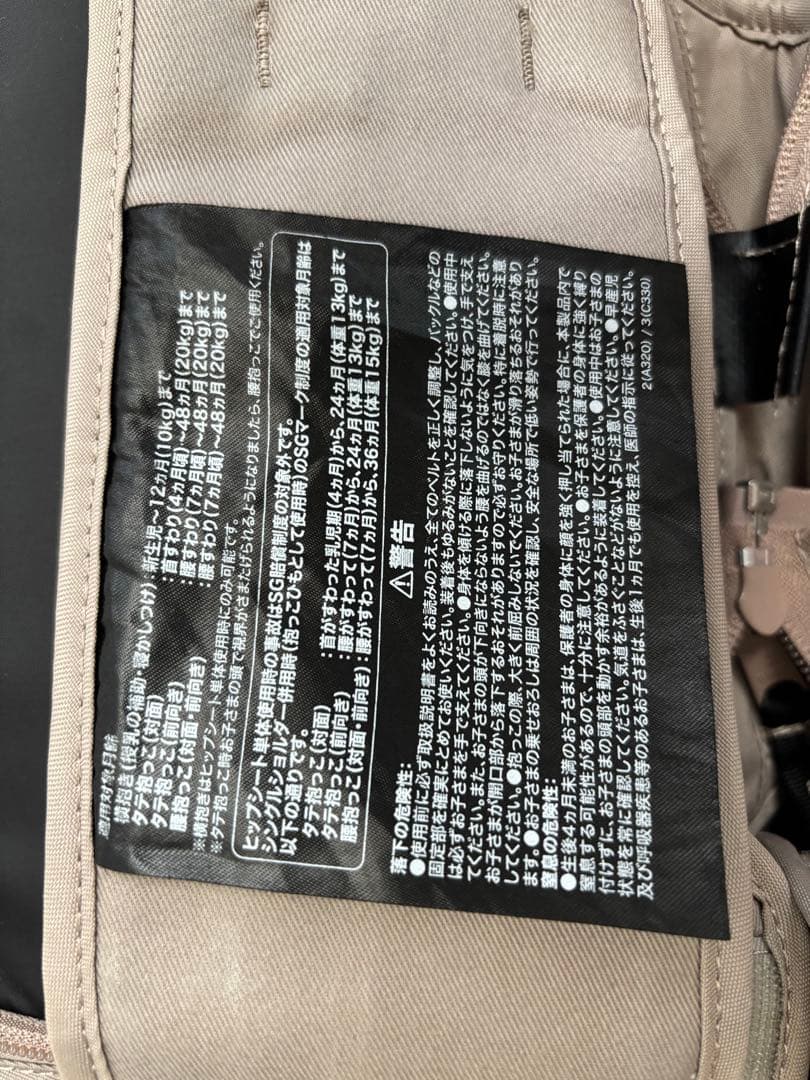 適用対象月齢
横抱き(授乳の補助・寝かしつけ):新生児〜12カ月(10kg)まで
タテ抱っこ(対面) :首すわり(4ヵ月頃)〜48ヵ月(20kg)まで
タテ抱っこ(前向き) :腰すわり(7ヵ月頃)〜48ヵ月(20kg)まで
腰抱っこ(対面・前向き) :腰すわり(7ヵ月頃)〜48ヵ月(20kg)まで
※横抱きはヒップシート単体使用時にのみ可能です。
※タテ抱っこ時お子さまの頭で視界がさまたげられるようになりましたら、腰抱っこでご使用ください。
ヒップシート単体使用時の事故はSG賠償制度の対象外です。
シングルショルダー併用時(抱っこひもとして使用時)のSGマーク制度の適用対象月齢は
以下の通りです。
タテ抱っこ(対面) :首がすわった乳児期(4ヵ月)から、24ヵ月(体重13kg)まで
タテ抱っこ(前向き) :腰がすわって(7ヵ月)から、24ヵ月(体重13kg)まで
腰抱っこ(対面・前向き) :腰がすわって(7ヵ月)から、36ヵ月(体重15kg)まで
⚠警告
落下の危険性:
●使用前に必ず取扱説明書をよくお読みのうえ、全てのベルトを正しく調整し、バックルなどの
固定部を確実にとめてお使いください。装着後もゆるみがないことを確認してください。●使用中
は必ずお子さまを手で支えてください。●身体を傾ける際に落下しないように気をつけ、手で支え
てください。また、お子さまの頭が下向きにならないよう腰を曲げるのではなく膝を曲げてください。
お子さまが開口部から落下するおそれがありますので必ずお守りください。特に着脱時に注意
してください。●抱っこの際、大きく前屈みしないでください。お子さまが滑り落ちるおそれがあり
ます。●お子さまの乗せおろしは周囲の状況を確認し、安全な場所で低い姿勢で行ってください。
窒息の危険性:
●生後4カ月未満のお子さまは、保護者の身体に顔を強く押し当てられた場合に、本製品内で
窒息する可能性があるので、十分に注意してください。●お子さまを保護者の身体に強く縛り
付けずに、お子さまの頭部を動かす余裕があるように装着してください。●使用中はお子さまの
状態を常に確認してください。気道をふさぐことなどがないように注意してください。●早産児
及び呼吸器疾患等のあるお子さまは、生後1カ月でも使用を控え、医師の指示に従ってください。
2(A320)/3(C330)